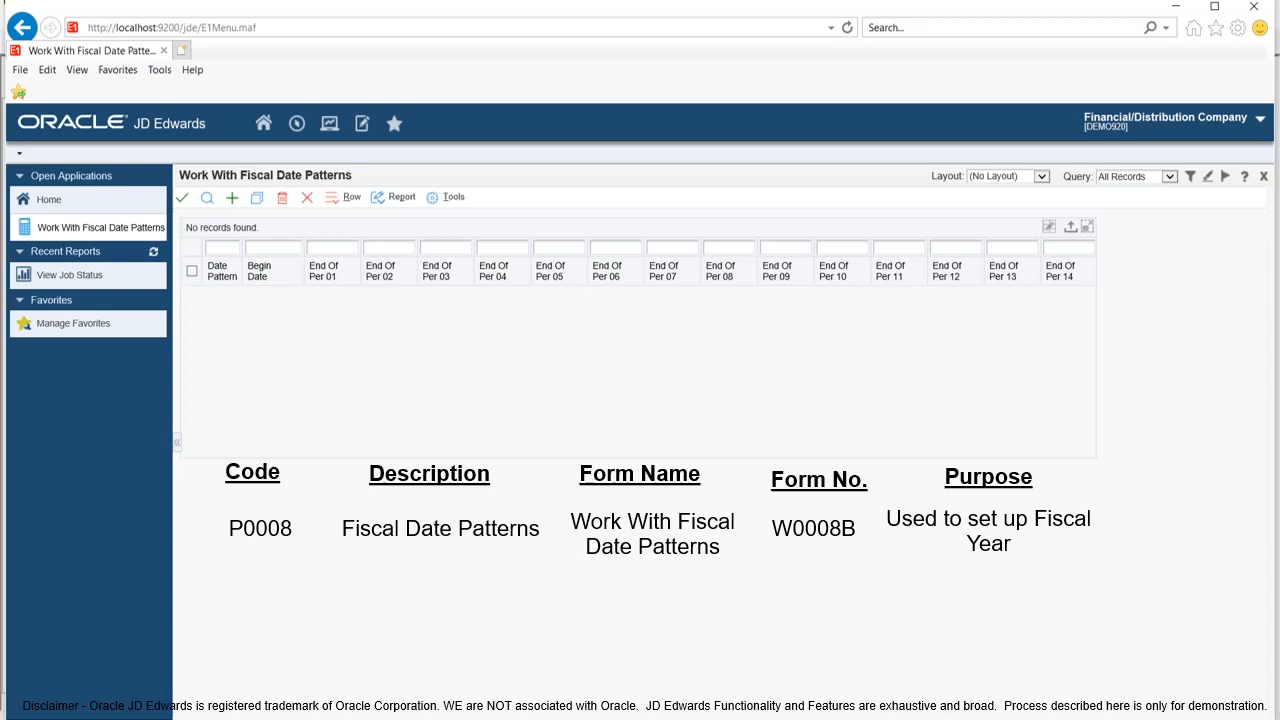 http://localhost:9200/jde/E1Menu.maf
Search...
Work With Fiscal Date Patte...
File Edit View Favorites Tools Help
ORACLE JD Edwards
Financial/Distribution Company
[DEMO920]
Open Applications
Home
Work With Fiscal Date Patterns
Recent Reports
View Job Status
Favorites
Manage Favorites
Work With Fiscal Date Patterns
Layout: (No Layout) Query: All Records
Row Report Tools
No records found.
Date Pattern Begin Date End Of Per 01 End Of Per 02 End Of Per 03 End Of Per 04 End Of Per 05 End Of Per 06 End Of Per 07 End Of Per 08 End Of Per 09 End Of Per 10 End Of Per 11 End Of Per 12 End Of Per 13 End Of Per 14
Code Description Form Name Form No. Purpose
P0008 Fiscal Date Patterns Work With Fiscal Date Patterns W0008B Used to set up Fiscal Year
Disclaimer - Oracle JD Edwards is registered trademark of Oracle Corporation. WE are NOT associated with Oracle. JD Edwards Functionality and Features are exhaustive and broad. Process described here is only for demonstration.